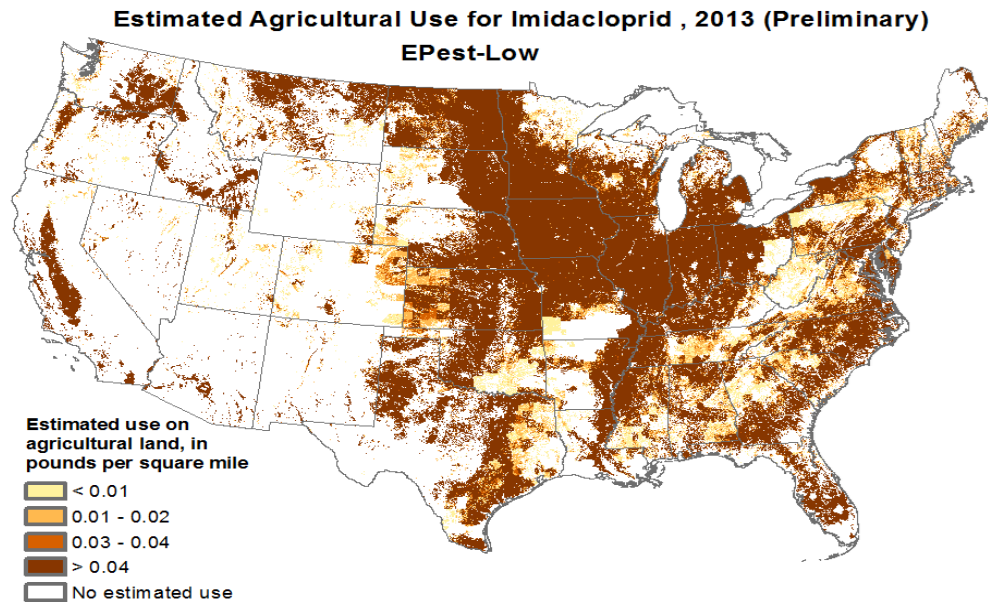 Estimated Agricultural Use for Imidacloprid , 2013 (Preliminary)
EPest-Low
Estimated use on
agricultural land, in
pounds per square mile
< 0.01
0.01 - 0.02
0.03 - 0.04
> 0.04
No estimated use